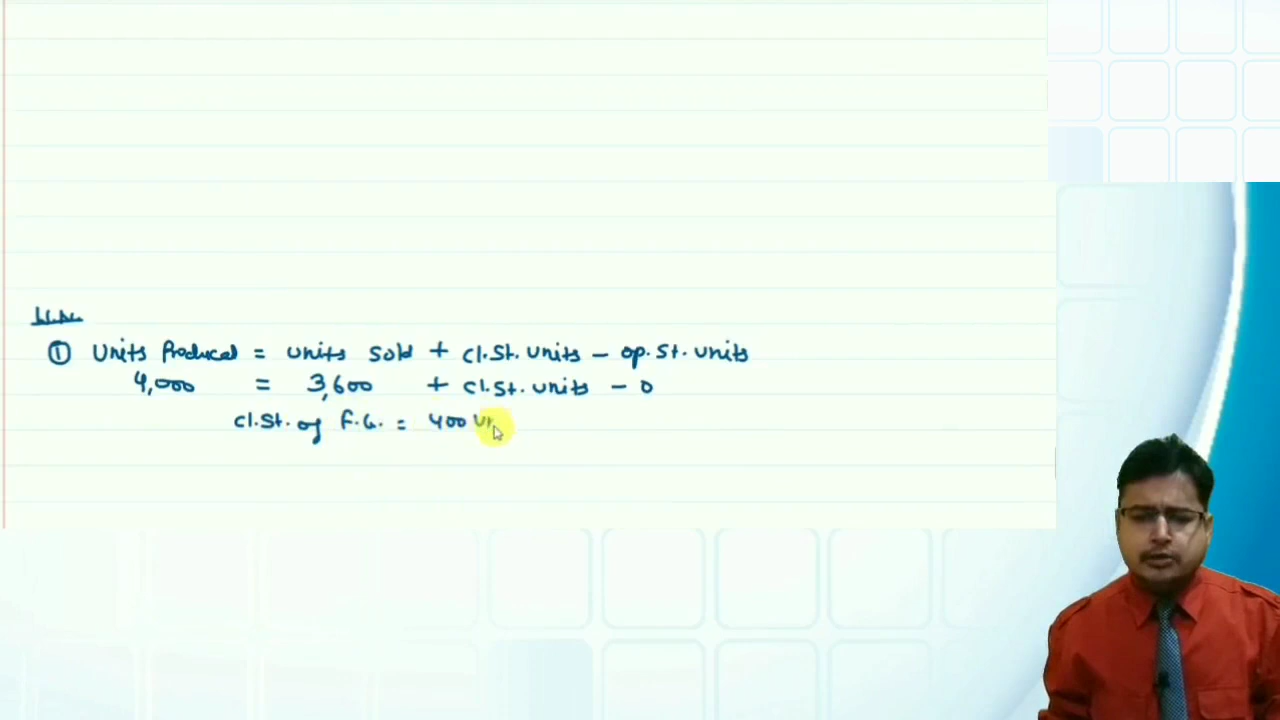 ① Units Produced = units sold + cl.St. units - op.St. units
4,000 = 3,600 + cl.St. units - 0
cl.St. of F.G. = 400 Un